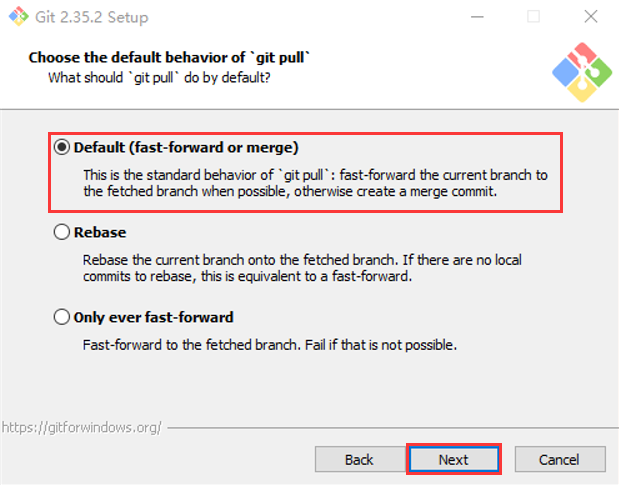 Git 2.35.2 Setup
Choose the default behavior of `git pull`
What should `git pull` do by default?
Default (fast-forward or merge)
This is the standard behavior of `git pull`: fast-forward the current branch to
the fetched branch when possible, otherwise create a merge commit.
Rebase
Rebase the current branch onto the fetched branch. If there are no local
commits to rebase, this is equivalent to a fast-forward.
Only ever fast-forward
Fast-forward to the fetched branch. Fail if that is not possible.
https://gitforwindows.org/
Back
Next
Cancel